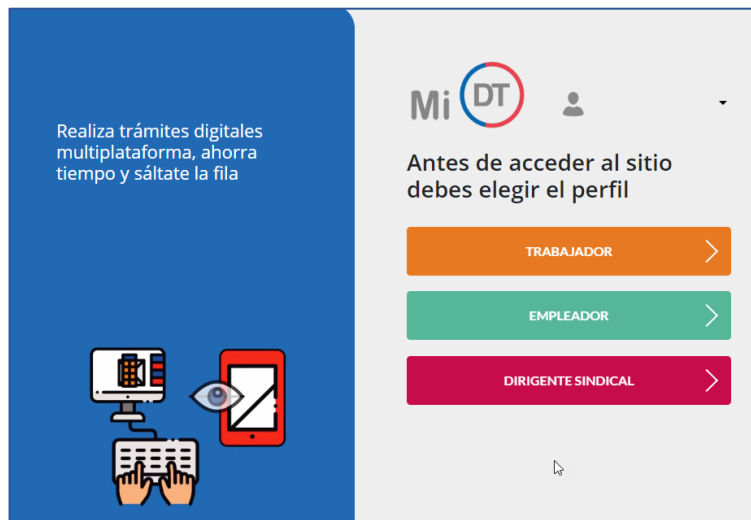 Realiza trámites digitales
multiplataforma, ahorra
tiempo y sáltate la fila
Mi DT
Antes de acceder al sitio
debes elegir el perfil
TRABAJADOR
EMPLEADOR
DIRIGENTE SINDICAL